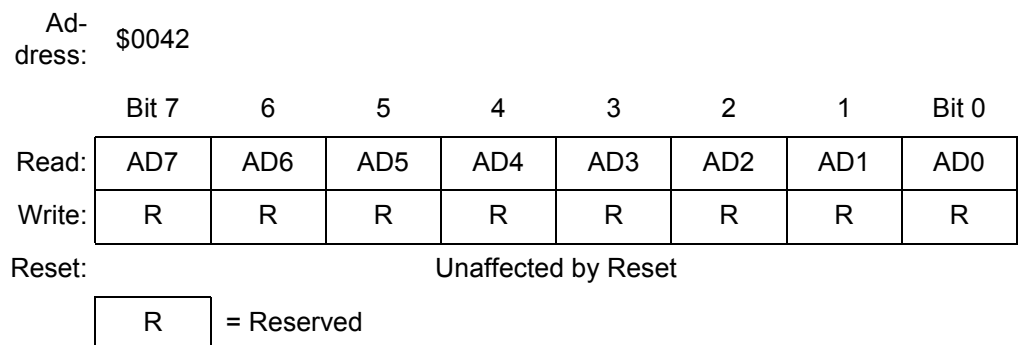 Ad-
dress: $0042
Bit 7 6 5 4 3 2 1 Bit 0
Read: AD7 AD6 AD5 AD4 AD3 AD2 AD1 AD0
Write: R R R R R R R R
Reset: Unaffected by Reset
R = Reserved